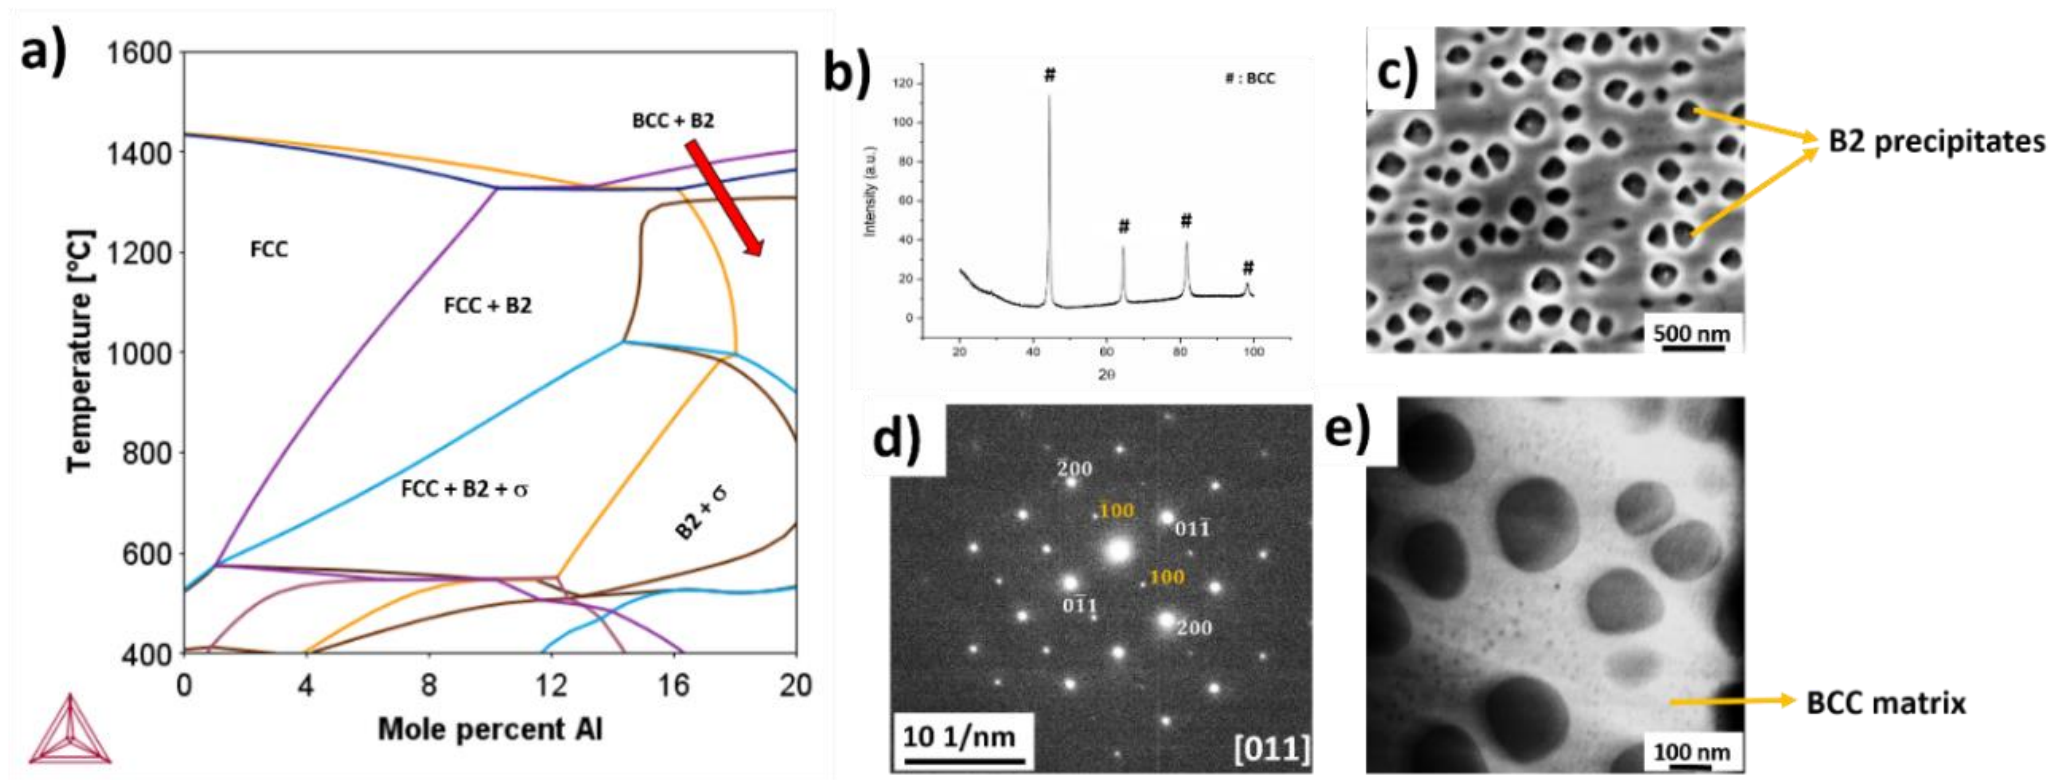 a)
1600
1400
1200
1000
800
600
400
0
4
8
12
16
20
Temperature [°C]
Mole percent Al
FCC
FCC + B2
BCC + B2
FCC + B2 + σ
B2 + σ
b)
# : BCC
#
#
#
#
120
100
80
60
40
20
0
20
40
60
80
100
Intensity (a.u.)
2θ
c)
B2 precipitates
500 nm
d)
2̄00
1̄00
011̄
100
01̄1
200
10 1/nm
[011]
e)
BCC matrix
100 nm